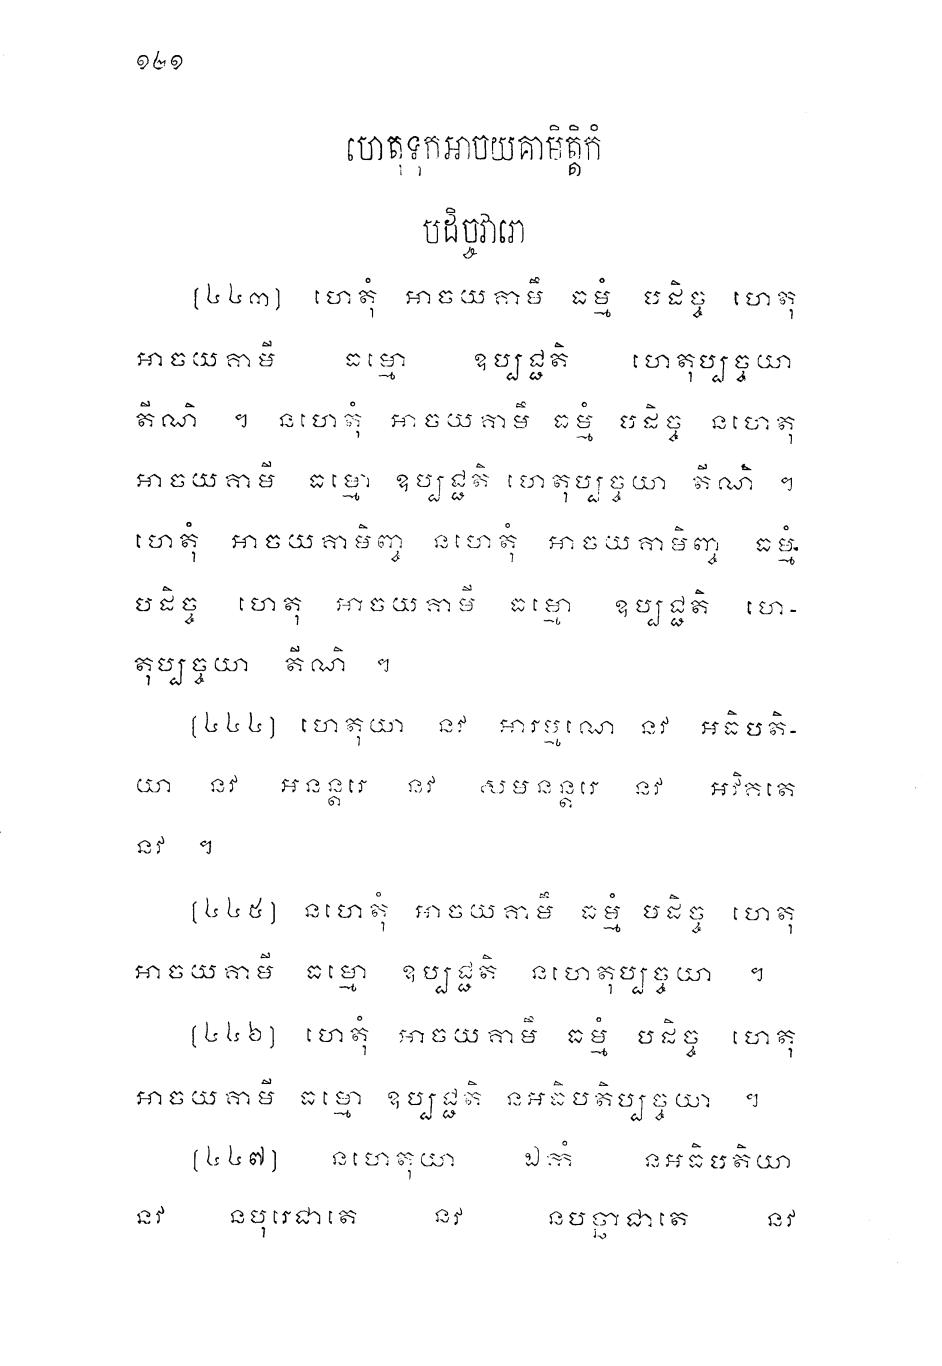 ១៤១
ហេតុទុកអាចយគាមិត្តិកំ
បដិច្ចវារោ
[៤៤៣] ហេតុំ អាចយគាមឹ ធម្មំ បដិច្ច ហេតុ
អាចយគាមី ធម្មោ ឧប្បជ្ជតិ ហេតុប្បច្ចយា
តីណិ ។ នហេតុំ អាចយគាមឹ ធម្មំ បដិច្ច នហេតុ
អាចយគាមី ធម្មោ ឧប្បជ្ជតិ ហេតុប្បច្ចយា តីណិ ។
ហេតុំ អាចយគាមិញ្ច នហេតុំ អាចយគាមិញ្ច ធម្មំ
បដិច្ច ហេតុ អាចយគាមី ធម្មោ ឧប្បជ្ជតិ ហេ-
តុប្បច្ចយា តីណិ ។
[៤៤៤] ហេតុយា នវ អារម្មណេ នវ អធិបតិ-
យា នវ អនន្តរេ នវ សមនន្តរេ នវ អវិគតេ
នវ ។
[៤៤៥] នហេតុំ អាចយគាមឹ ធម្មំ បដិច្ច ហេតុ
អាចយគាមី ធម្មោ ឧប្បជ្ជតិ នហេតុប្បច្ចយា ។
[៤៤៦] ហេតុំ អាចយគាមឹ ធម្មំ បដិច្ច ហេតុ
អាចយគាមី ធម្មោ ឧប្បជ្ជតិ នអធិបតិប្បច្ចយា ។
[៤៤៧] នហេតុយា ឯកំ នអធិបតិយា
នវ នបុរេជាតេ នវ នបច្ឆាជាតេ នវ